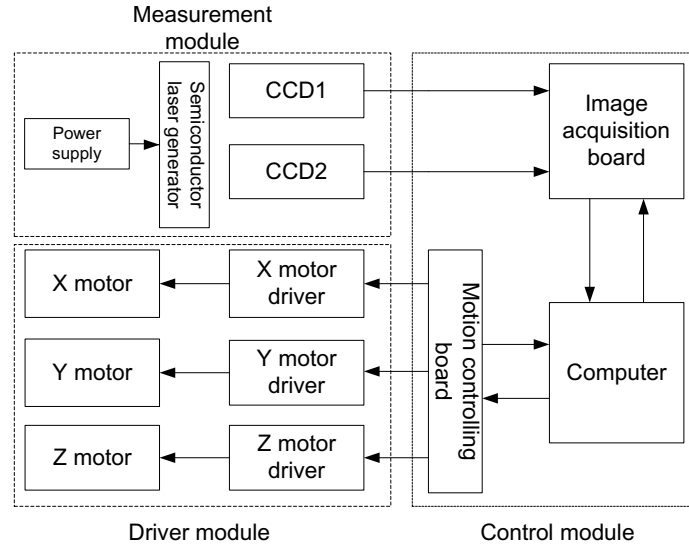 Measurement
module
Power
supply
Semiconductor
laser generator
CCD1
CCD2
Image
acquisition
board
X motor
X motor
driver
Y motor
Y motor
driver
Z motor
Z motor
driver
Motion controlling
board
Computer
Driver module
Control module